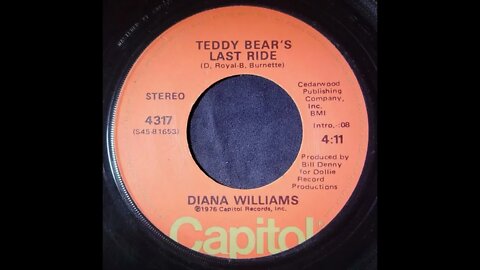 TEDDY BEAR'S
LAST RIDE
(D, Royal-B, Burnette)
STEREO
4317
(S45-81653)
Cedarwood
Publishing
Company,
Inc.
BMI
Intro. :08
4:11
Produced by
Bill Denny
for Dollie
Record
Productions
DIANA WILLIAMS
℗1976 Capitol Records, Inc.
Capitol